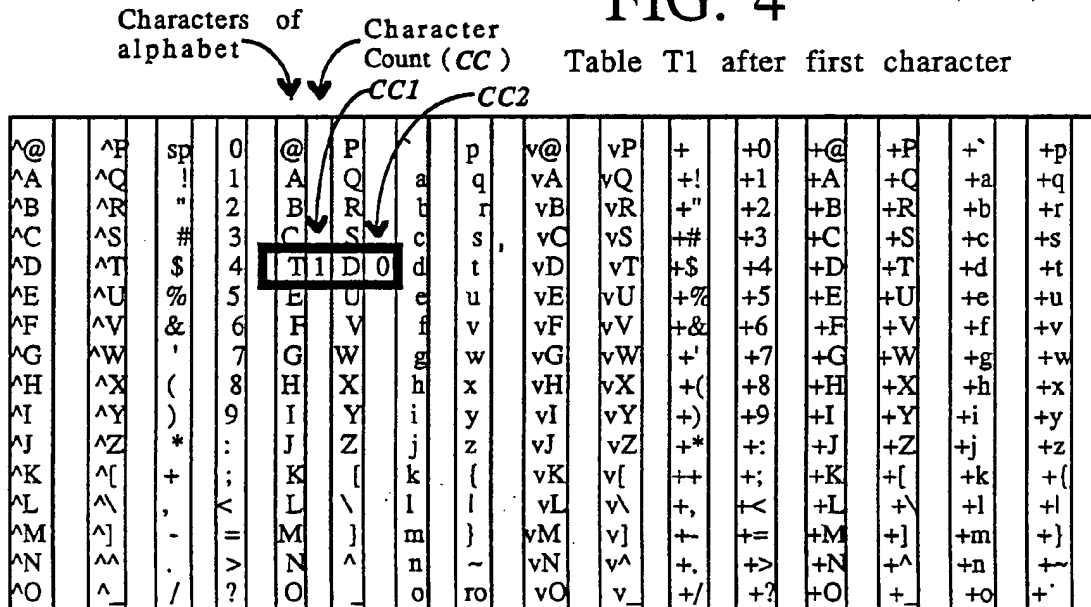 FIG. 4
Characters of alphabet
Character Count (CC)
Table T1 after first character
CC1 CC2
^@ ^P sp 0 @ P ` p v@ vP + +0 +@ +P +` +p
^A ^Q ! 1 A Q a q vA vQ +! +1 +A +Q +a +q
^B ^R " 2 B R b r vB vR +" +2 +B +R +b +r
^C ^S # 3 C S c s vC vS +# +3 +C +S +c +s
^D ^T $ 4 T 1 D 0 d t vD vT +$ +4 +D +T +d +t
^E ^U % 5 E U e u vE vU +% +5 +E +U +e +u
^F ^V & 6 F V f v vF vV +& +6 +F +V +f +v
^G ^W ' 7 G W g w vG vW +' +7 +G +W +g +w
^H ^X ( 8 H X h x vH vX +( +8 +H +X +h +x
^I ^Y ) 9 I Y i y vI vY +) +9 +I +Y +i +y
^J ^Z * : J Z j z vJ vZ +* +: +J +Z +j +z
^K ^[ + ; K [ k { vK v[ ++ +; +K +[ +k +{
^L ^\ , < L \ l | vL v\ +, +< +L +\ +l +|
^M ^] - = M ] m } vM v] +- += +M +] +m +}
^N ^^ . > N ^ n ~ vN v^ +. +> +N +^ +n +~
^O ^_ / ? O _ o ro vO v_ +/ +? +O +_ +o +`